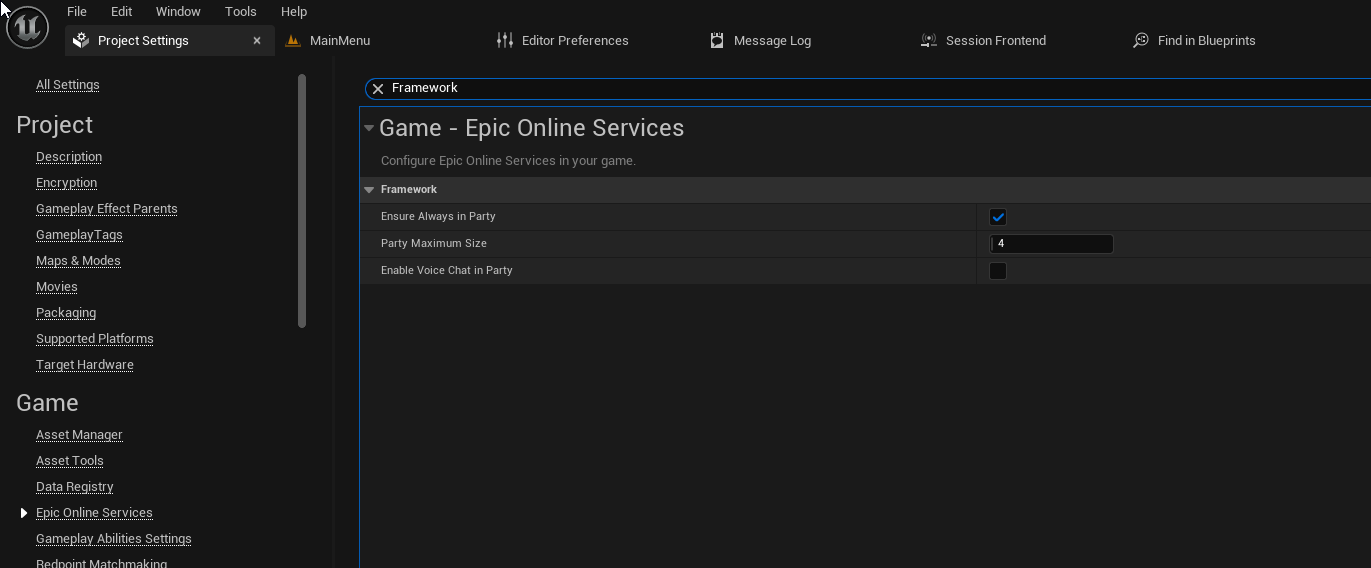 File Edit Window Tools Help
Project Settings MainMenu Editor Preferences Message Log Session Frontend Find in Blueprints
All Settings
Project
Description
Encryption
Gameplay Effect Parents
GameplayTags
Maps & Modes
Movies
Packaging
Supported Platforms
Target Hardware
Game
Asset Manager
Asset Tools
Data Registry
Epic Online Services
Gameplay Abilities Settings
Redpoint Matchmaking
Framework
Game - Epic Online Services
Configure Epic Online Services in your game.
Framework
Ensure Always in Party
Party Maximum Size 4
Enable Voice Chat in Party